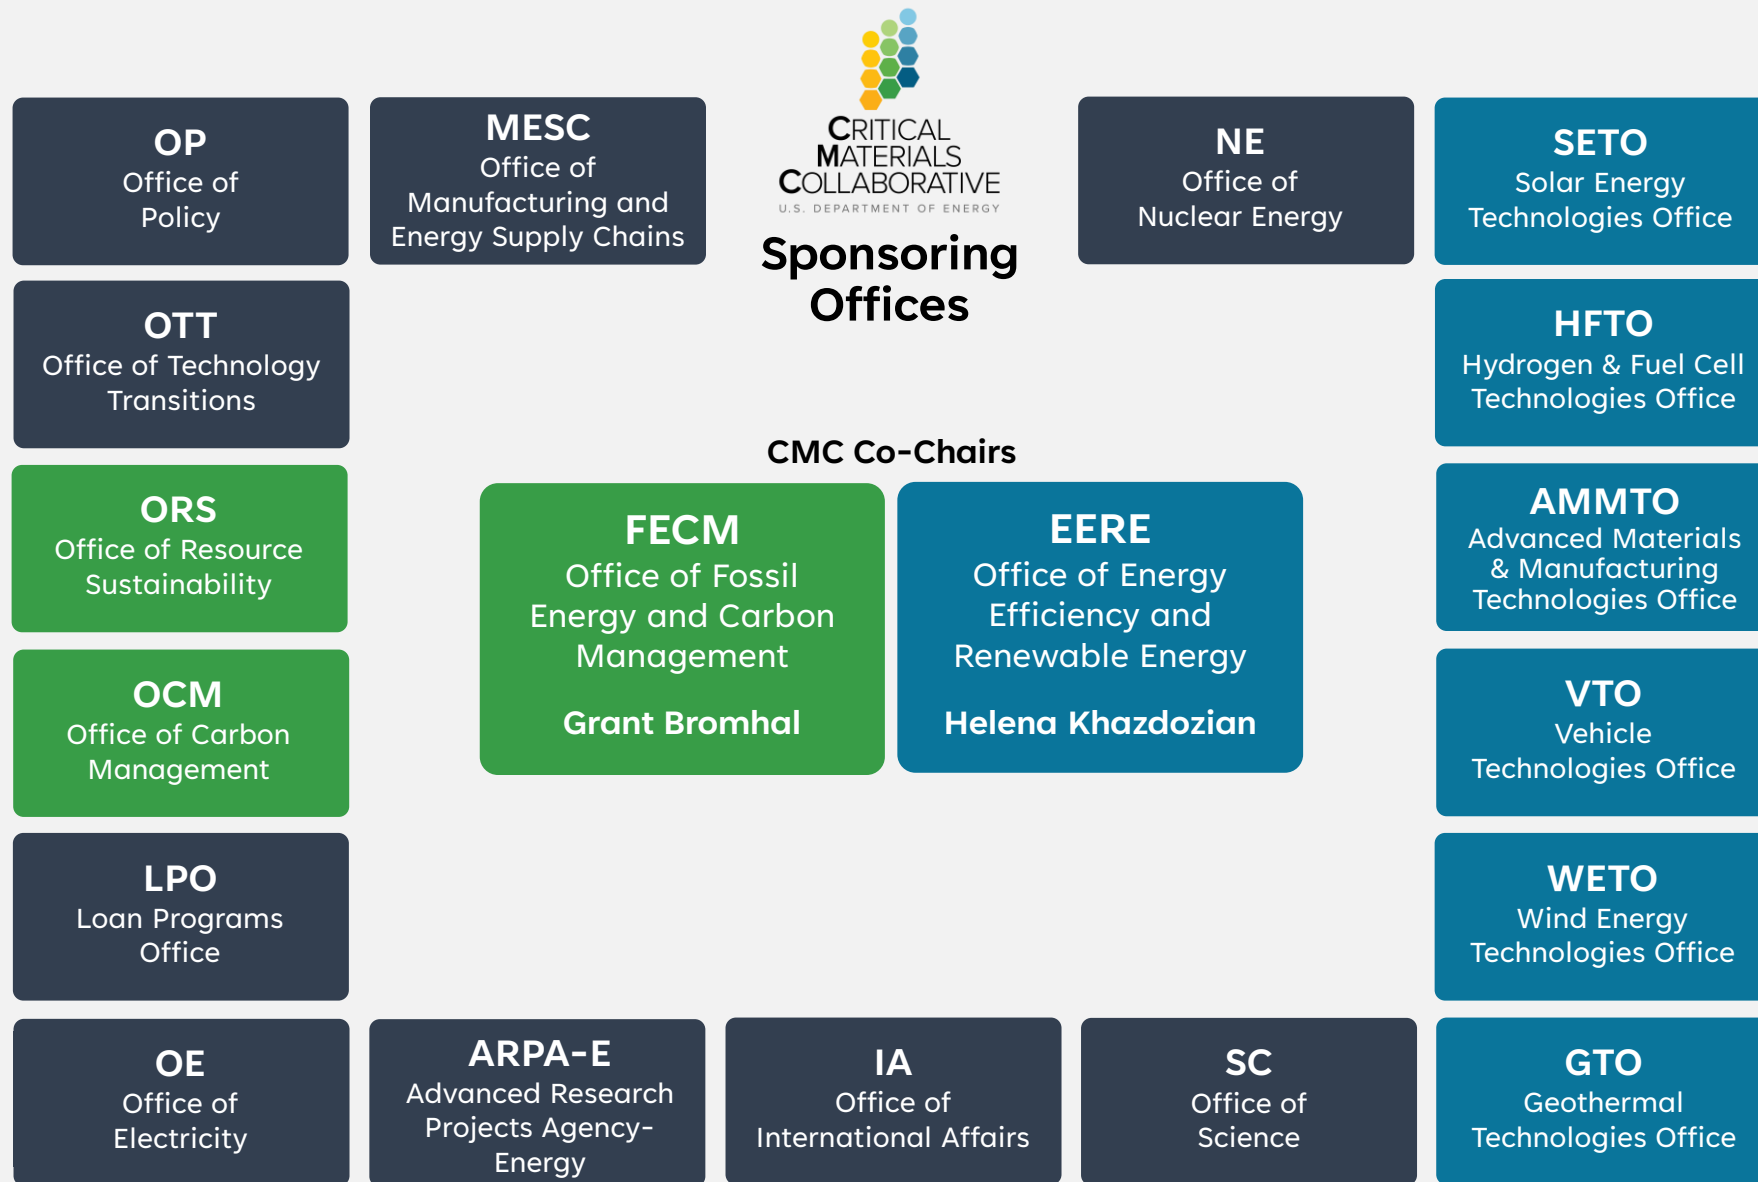 CRITICAL
MATERIALS
COLLABORATIVE
U.S. DEPARTMENT OF ENERGY
Sponsoring
Offices
OP
Office of
Policy
MESC
Office of
Manufacturing and
Energy Supply Chains
NE
Office of
Nuclear Energy
SETO
Solar Energy
Technologies Office
OTT
Office of Technology
Transitions
HFTO
Hydrogen & Fuel Cell
Technologies Office
CMC Co-Chairs
ORS
Office of Resource
Sustainability
FECM
Office of Fossil
Energy and Carbon
Management
Grant Bromhal
EERE
Office of Energy
Efficiency and
Renewable Energy
Helena Khazdozian
AMMTO
Advanced Materials
& Manufacturing
Technologies Office
OCM
Office of Carbon
Management
VTO
Vehicle
Technologies Office
LPO
Loan Programs
Office
WETO
Wind Energy
Technologies Office
OE
Office of
Electricity
ARPA-E
Advanced Research
Projects Agency-
Energy
IA
Office of
International Affairs
SC
Office of
Science
GTO
Geothermal
Technologies Office